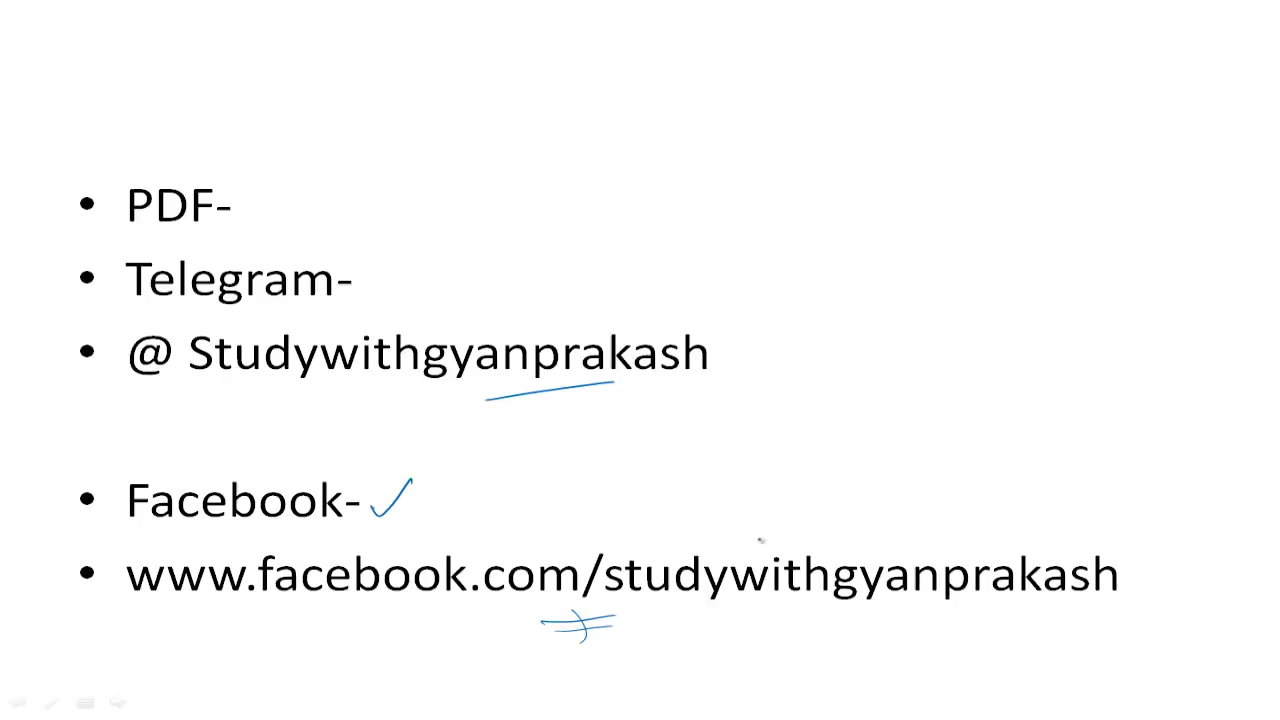 • PDF-
• Telegram-
• @ Studywithgyanprakash
• Facebook-
• www.facebook.com/studywithgyanprakash